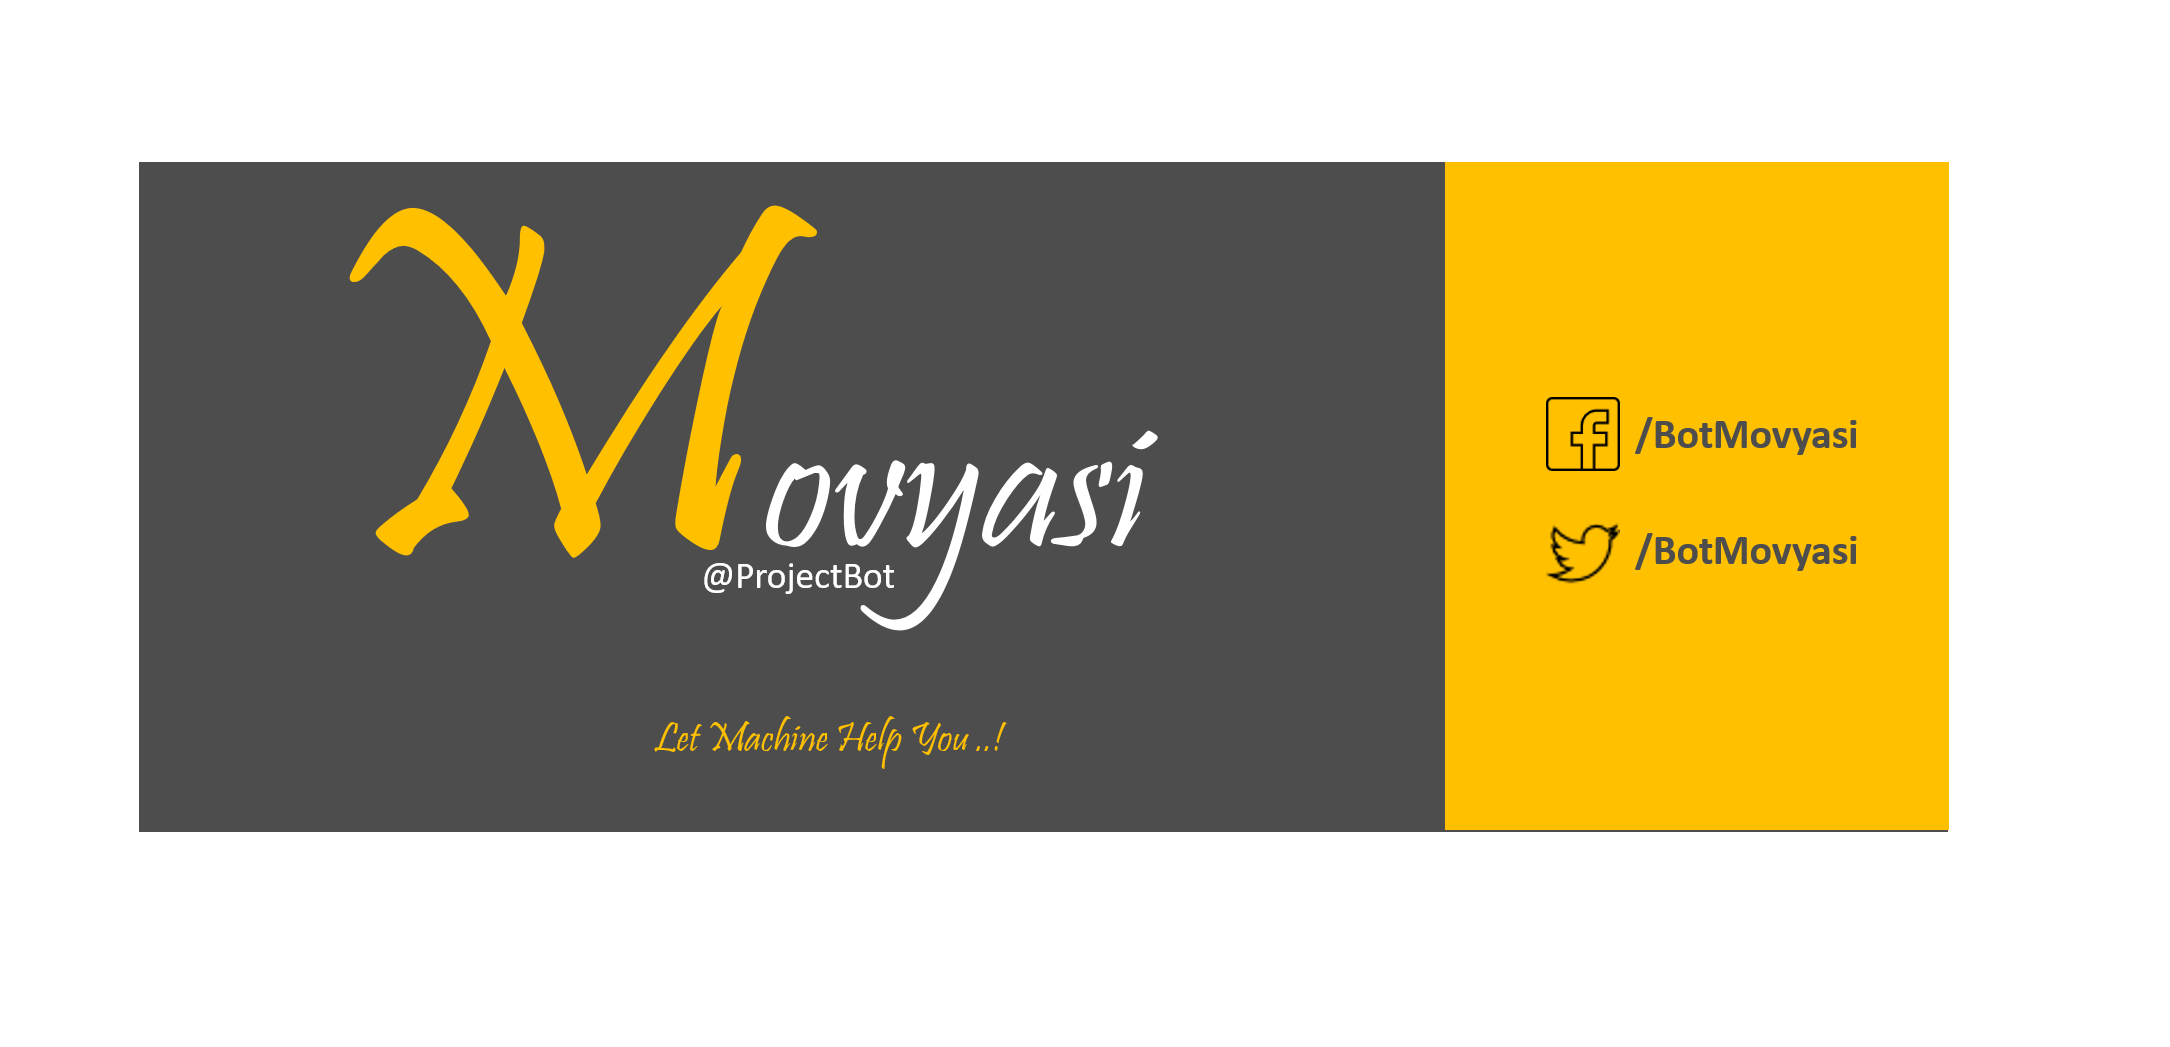 Movyasi
@ProjectBot
Let Machine Help You ..!
/BotMovyasi
/BotMovyasi